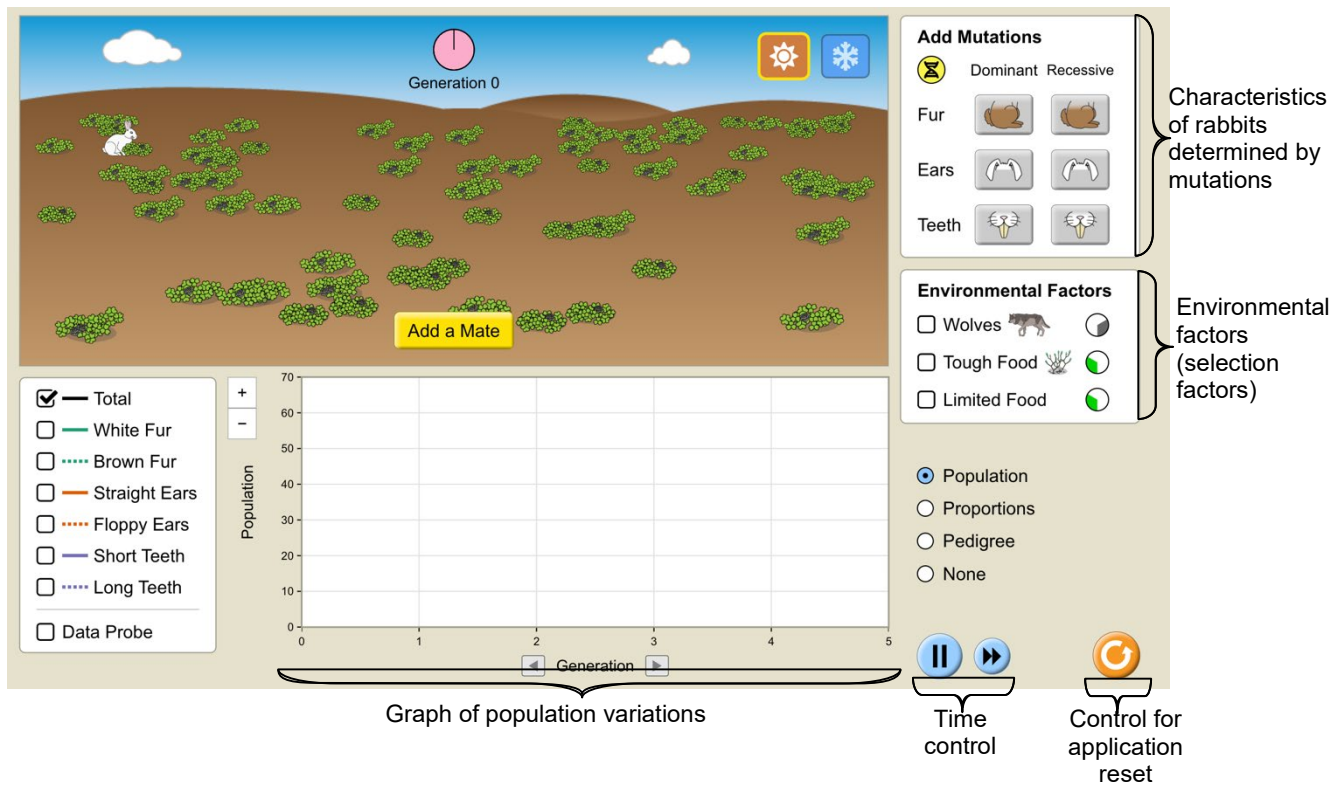 Generation 0
Add a Mate
Add Mutations
Dominant Recessive
Fur
Ears
Teeth
Characteristics
of rabbits
determined by
mutations
Environmental Factors
Wolves
Tough Food
Limited Food
Environmental
factors
(selection
factors)
Total
White Fur
Brown Fur
Straight Ears
Floppy Ears
Short Teeth
Long Teeth
Data Probe
+
−
Population
70
60
50
40
30
20
10
0
0 1 2 3 4 5
Generation
Population
Proportions
Pedigree
None
Graph of population variations
Time
control
Control for
application
reset